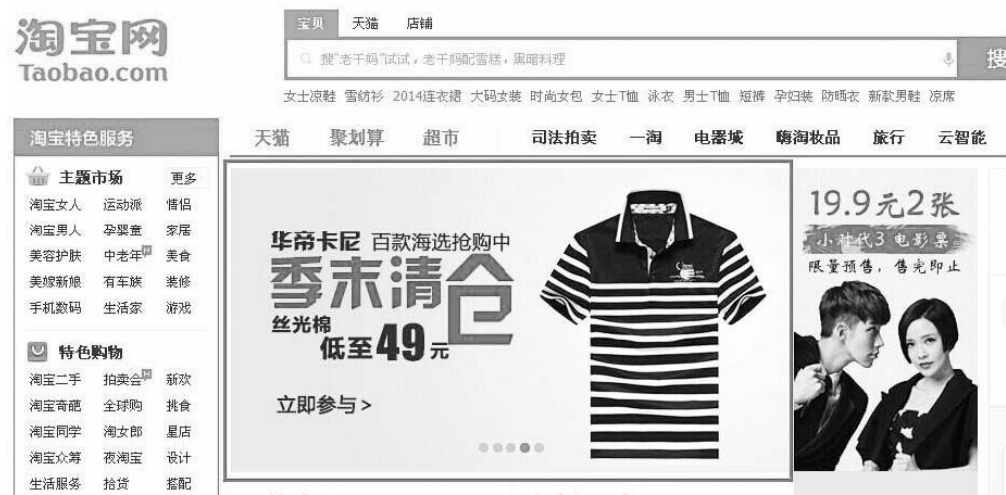 淘宝网
Taobao.com
宝贝 天猫 店铺
搜"老干妈"试试，老干妈配雪糕，黑暗料理
搜
女士凉鞋 雪纺衫 2014连衣裙 大码女装 时尚女包 女士T恤 泳衣 男士T恤 短裤 孕妇装 防晒衣 新款男鞋 凉席
淘宝特色服务
天猫 聚划算 超市 司法拍卖 一淘 电器城 嗨淘妆品 旅行 云智能
主题市场 更多
淘宝女人 运动派 情侣
淘宝男人 孕婴童 家居
美容护肤 中老年 美食
美嫁新娘 有车族 装修
手机数码 生活家 游戏
特色购物
淘宝二手 拍卖会 新欢
淘宝奇葩 全球购 挑食
淘宝同学 淘女郎 星店
淘宝众筹 夜淘宝 设计
生活服务 拾货 搭配
华帝卡尼 百款海选抢购中
季末清仓
丝光棉
低至49元
立即参与>
19.9元2张
小时代3 电影票
限量预售，售完即止